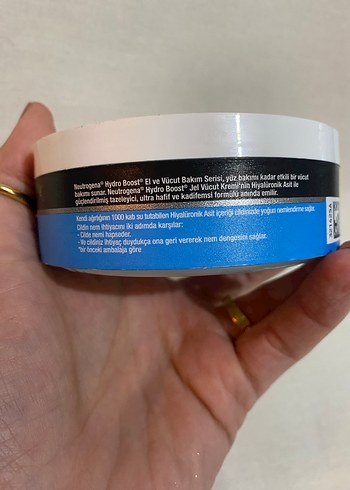 Neutrogena® Hydro Boost® El ve Vücut Bakım Serisi, yüz bakımı kadar etkili bir vücut
bakımı sunar. Neutrogena® Hydro Boost® Jel Vücut Kremi'nin Hiyalüronik Asit ile
güçlendirilmiş tazeleyici, ultra hafif ve kadifemsi formülü anında emilir.
Kendi ağırlığının 1000 katı su tutabilen Hiyalüronik Asit içeriği cildinizde yoğun nemlendirme sağlar.
Cildin nem ihtiyacını iki adımda karşılar:
- Cilde nemi hapseder.
- Ve cildiniz ihtiyaç duydukça ona geri vererek nem dengesini sağlar.
*bir önceki ambalaja göre